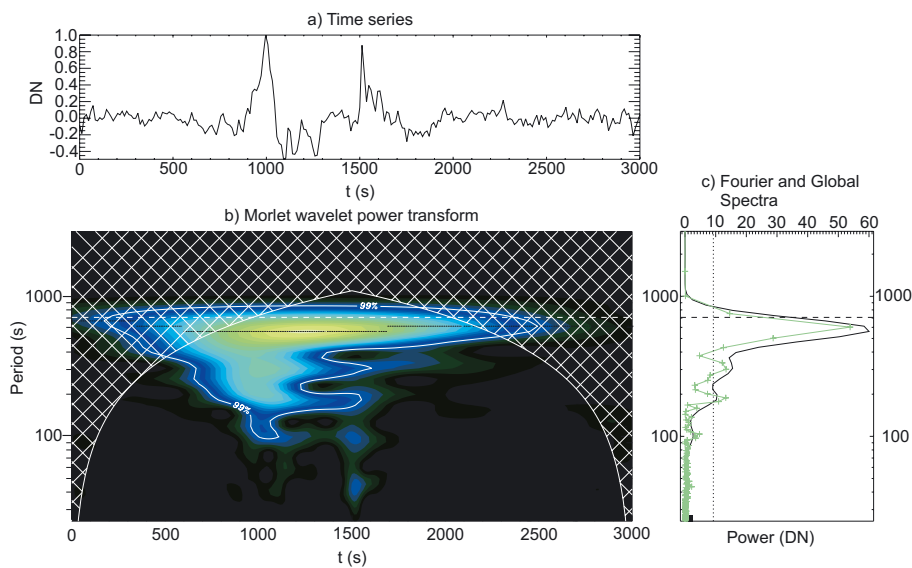 a) Time series
1.0
0.8
0.6
0.4
0.2
0.0
-0.2
-0.4
DN
0 500 1000 1500 2000 2500 3000
t (s)
b) Morlet wavelet power transform
1000
100
Period (s)
99%
99%
0 500 1000 1500 2000 2500 3000
t (s)
c) Fourier and Global
Spectra
0 10 20 30 40 50 60
1000 1000
100 100
Power (DN)